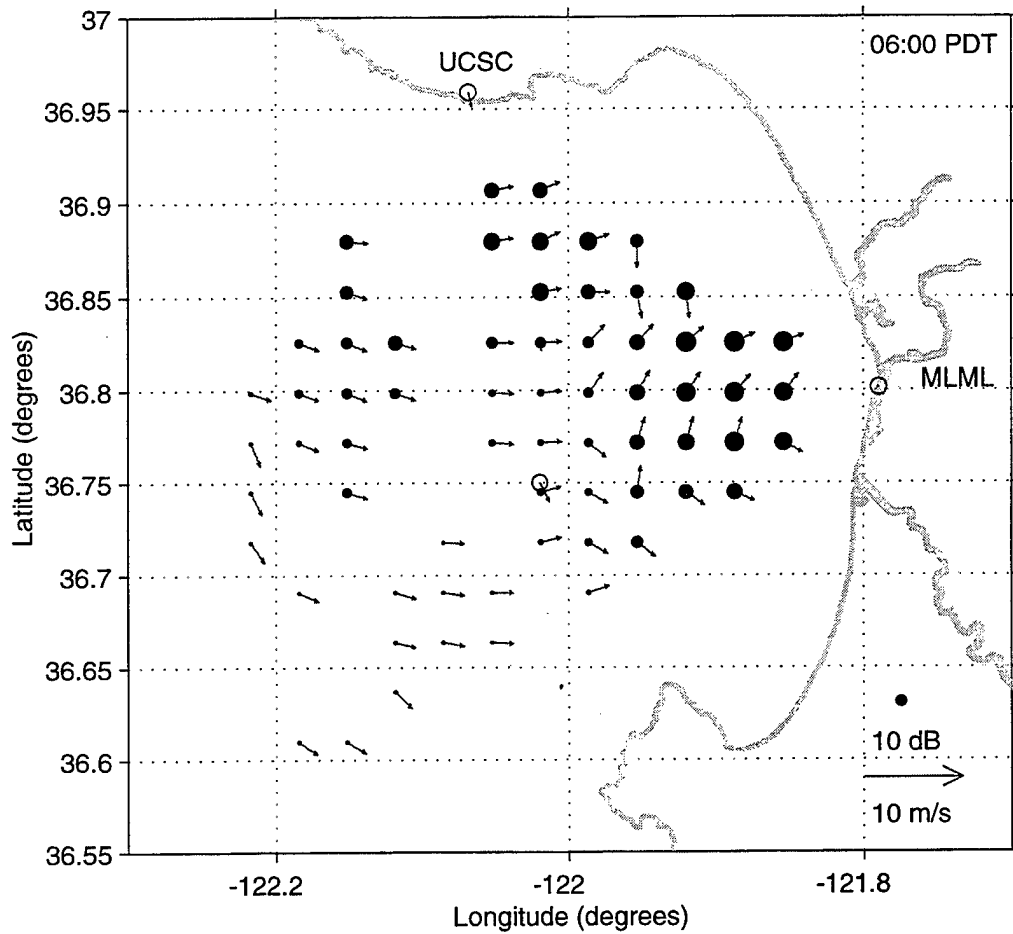 37
06:00 PDT
UCSC
36.95
36.9
36.85
36.8
MLML
36.75
36.7
36.65
10 dB
36.6
10 m/s
36.55
-122.2
-122
-121.8
Longitude (degrees)
Latitude (degrees)